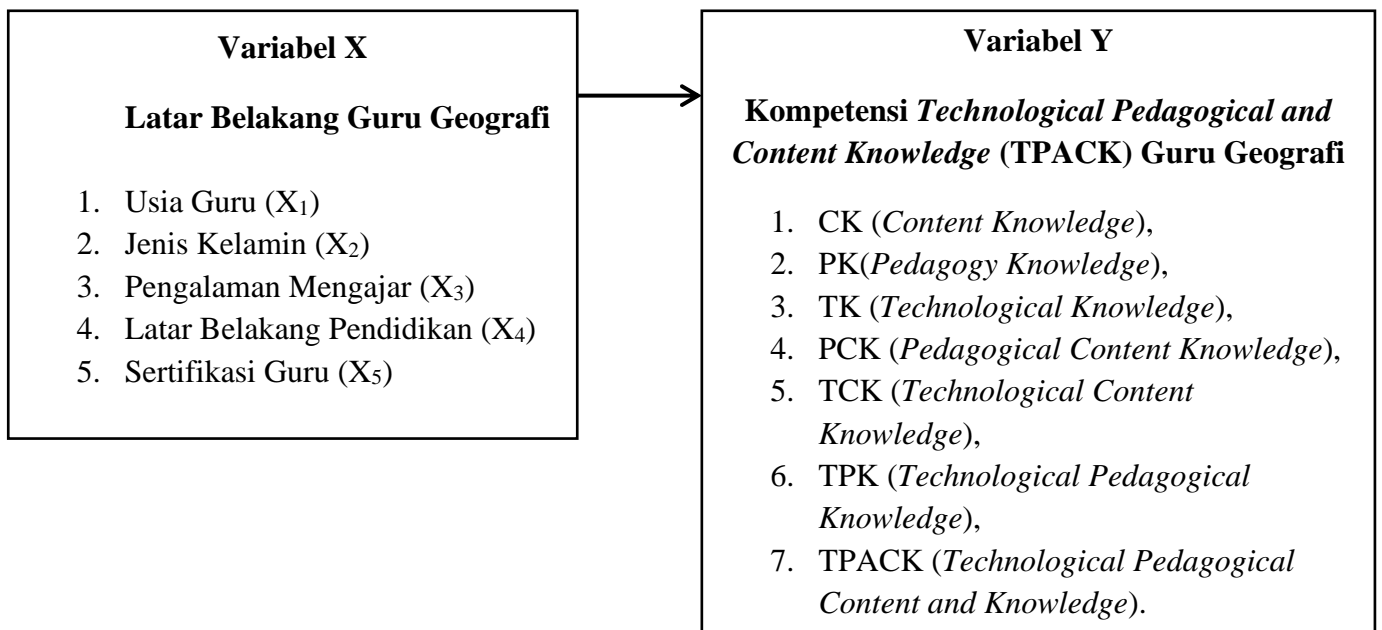 Variabel X
Latar Belakang Guru Geografi
1. Usia Guru (X₁)
2. Jenis Kelamin (X₂)
3. Pengalaman Mengajar (X₃)
4. Latar Belakang Pendidikan (X₄)
5. Sertifikasi Guru (X₅)
Variabel Y
Kompetensi Technological Pedagogical and
Content Knowledge (TPACK) Guru Geografi
1. CK (Content Knowledge),
2. PK(Pedagogy Knowledge),
3. TK (Technological Knowledge),
4. PCK (Pedagogical Content Knowledge),
5. TCK (Technological Content
Knowledge),
6. TPK (Technological Pedagogical
Knowledge),
7. TPACK (Technological Pedagogical
Content and Knowledge).